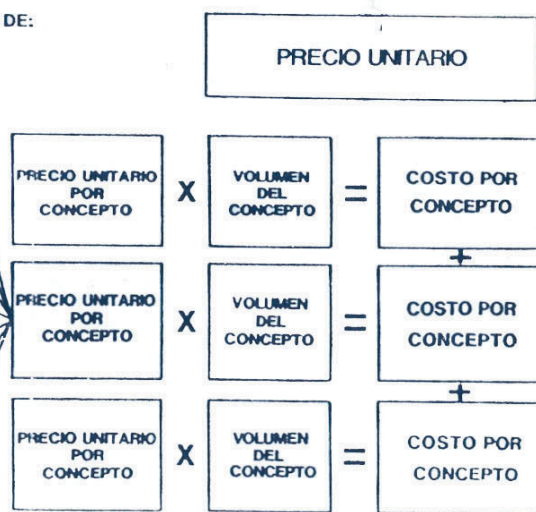 DE:
PRECIO UNITARIO
PRECIO UNITARIO
POR
CONCEPTO
X
VOLUMEN
DEL
CONCEPTO
=
COSTO POR
CONCEPTO
+
PRECIO UNITARIO
POR
CONCEPTO
X
VOLUMEN
DEL
CONCEPTO
=
COSTO POR
CONCEPTO
+
PRECIO UNITARIO
POR
CONCEPTO
X
VOLUMEN
DEL
CONCEPTO
=
COSTO POR
CONCEPTO